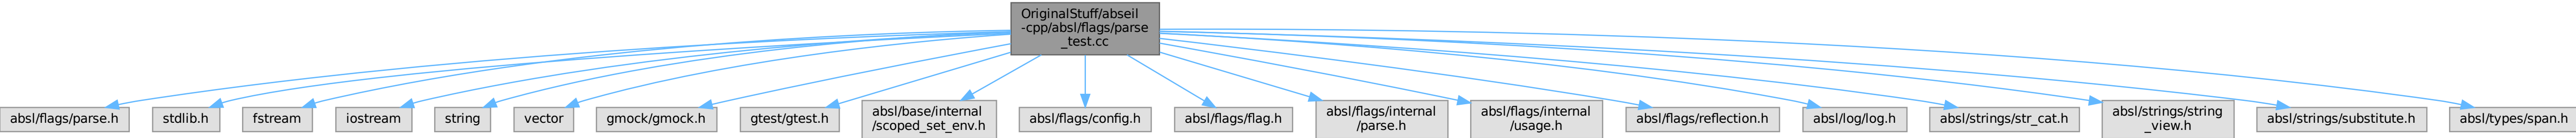 OriginalStuff/abseil
-cpp/absl/flags/parse
_test.cc
absl/flags/parse.h
stdlib.h
fstream
iostream
string
vector
gmock/gmock.h
gtest/gtest.h
absl/base/internal
/scoped_set_env.h
absl/flags/config.h
absl/flags/flag.h
absl/flags/internal
/parse.h
absl/flags/internal
/usage.h
absl/flags/reflection.h
absl/log/log.h
absl/strings/str_cat.h
absl/strings/string
_view.h
absl/strings/substitute.h
absl/types/span.h